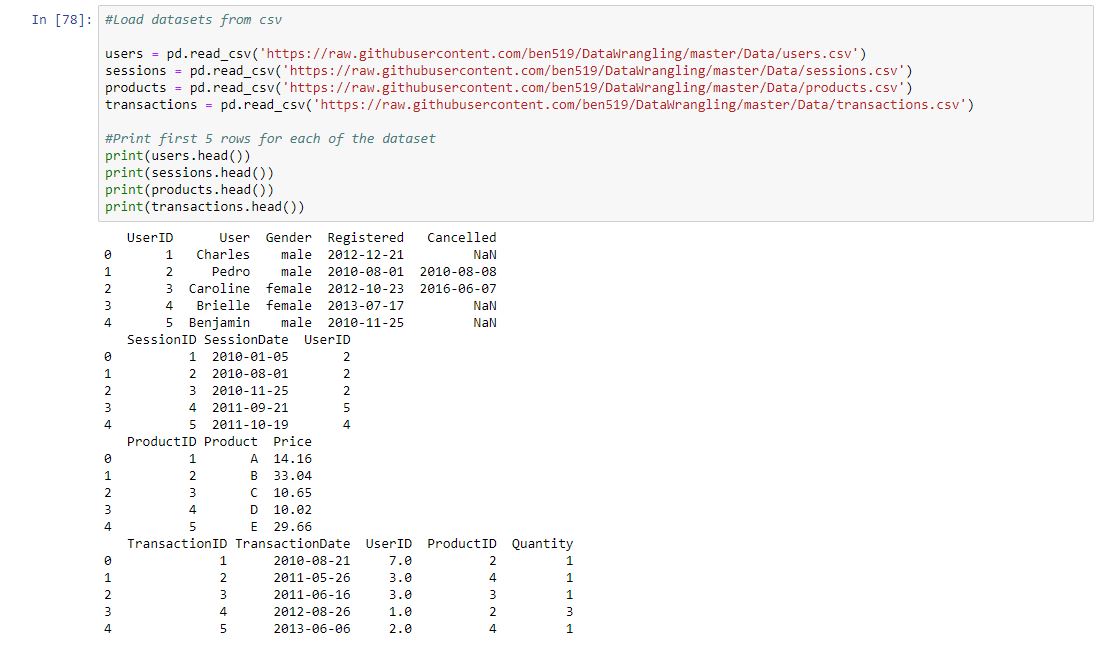 In [78]: #Load datasets from csv
users = pd.read_csv('https://raw.githubusercontent.com/ben519/DataWrangling/master/Data/users.csv')
sessions = pd.read_csv('https://raw.githubusercontent.com/ben519/DataWrangling/master/Data/sessions.csv')
products = pd.read_csv('https://raw.githubusercontent.com/ben519/DataWrangling/master/Data/products.csv')
transactions = pd.read_csv('https://raw.githubusercontent.com/ben519/DataWrangling/master/Data/transactions.csv')
#Print first 5 rows for each of the dataset
print(users.head())
print(sessions.head())
print(products.head())
print(transactions.head())
UserID User Gender Registered Cancelled
0 1 Charles male 2012-12-21 NaN
1 2 Pedro male 2010-08-01 2010-08-08
2 3 Caroline female 2012-10-23 2016-06-07
3 4 Brielle female 2013-07-17 NaN
4 5 Benjamin male 2010-11-25 NaN
SessionID SessionDate UserID
0 1 2010-01-05 2
1 2 2010-08-01 2
2 3 2010-11-25 2
3 4 2011-09-21 5
4 5 2011-10-19 4
ProductID Product Price
0 1 A 14.16
1 2 B 33.04
2 3 C 10.65
3 4 D 10.02
4 5 E 29.66
TransactionID TransactionDate UserID ProductID Quantity
0 1 2010-08-21 7.0 2 1
1 2 2011-05-26 3.0 4 1
2 3 2011-06-16 3.0 3 1
3 4 2012-08-26 1.0 2 3
4 5 2013-06-06 2.0 4 1